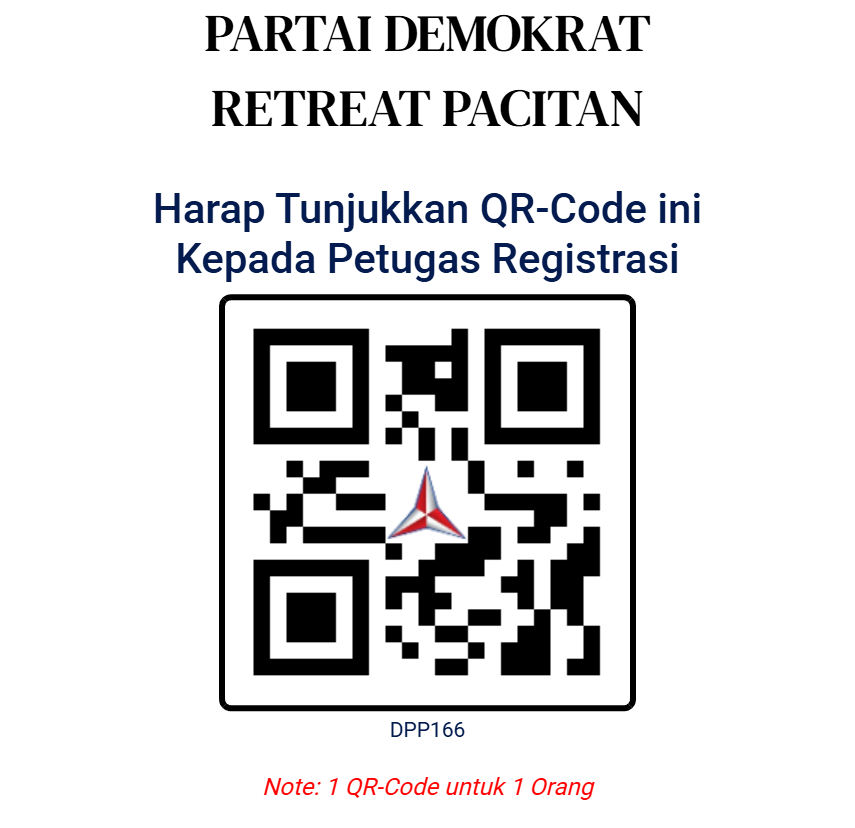 PARTAI DEMOKRAT
RETREAT PACITAN
Harap Tunjukkan QR-Code ini
Kepada Petugas Registrasi
DPP166
Note: 1 QR-Code untuk 1 Orang